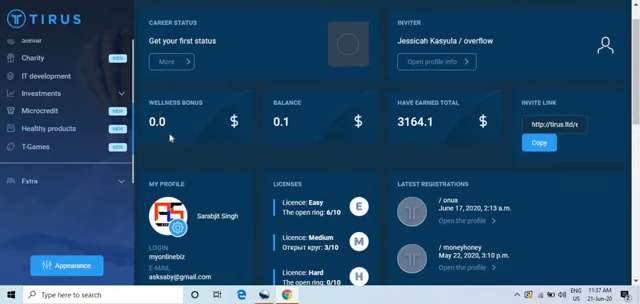 TIRUS
Stellar
Charity NEW
IT development
Investments
Microcredit NEW
Healthy products NEW
T-Games NEW
Extra
Appearance
CAREER STATUS
Get your first status
More
INVITER
Jessicah Kasyula / overflow
Open profile info
WELLNESS BONUS
0.0 $
BALANCE
0.1 $
HAVE EARNED TOTAL
3164.1 $
INVITE LINK
http://tirus.ltd/r
Copy
MY PROFILE
Sarabjit Singh
LOGIN
myonlinebiz
E-MAIL
asksaby@gmail.com
LICENSES
Licence: Easy
The open ring: 6/10
E
Licence: Medium
Открыт круг: 3/10
M
Licence: Hard
The open ring: 0/10
H
LATEST REGISTRATIONS
/ onus
June 17, 2020, 2:13 a.m.
Open the profile
/ moneyhoney
May 22, 2020, 3:10 p.m.
Open the profile
Type here to search
ENG
US
11:37 AM
21-Jun-20